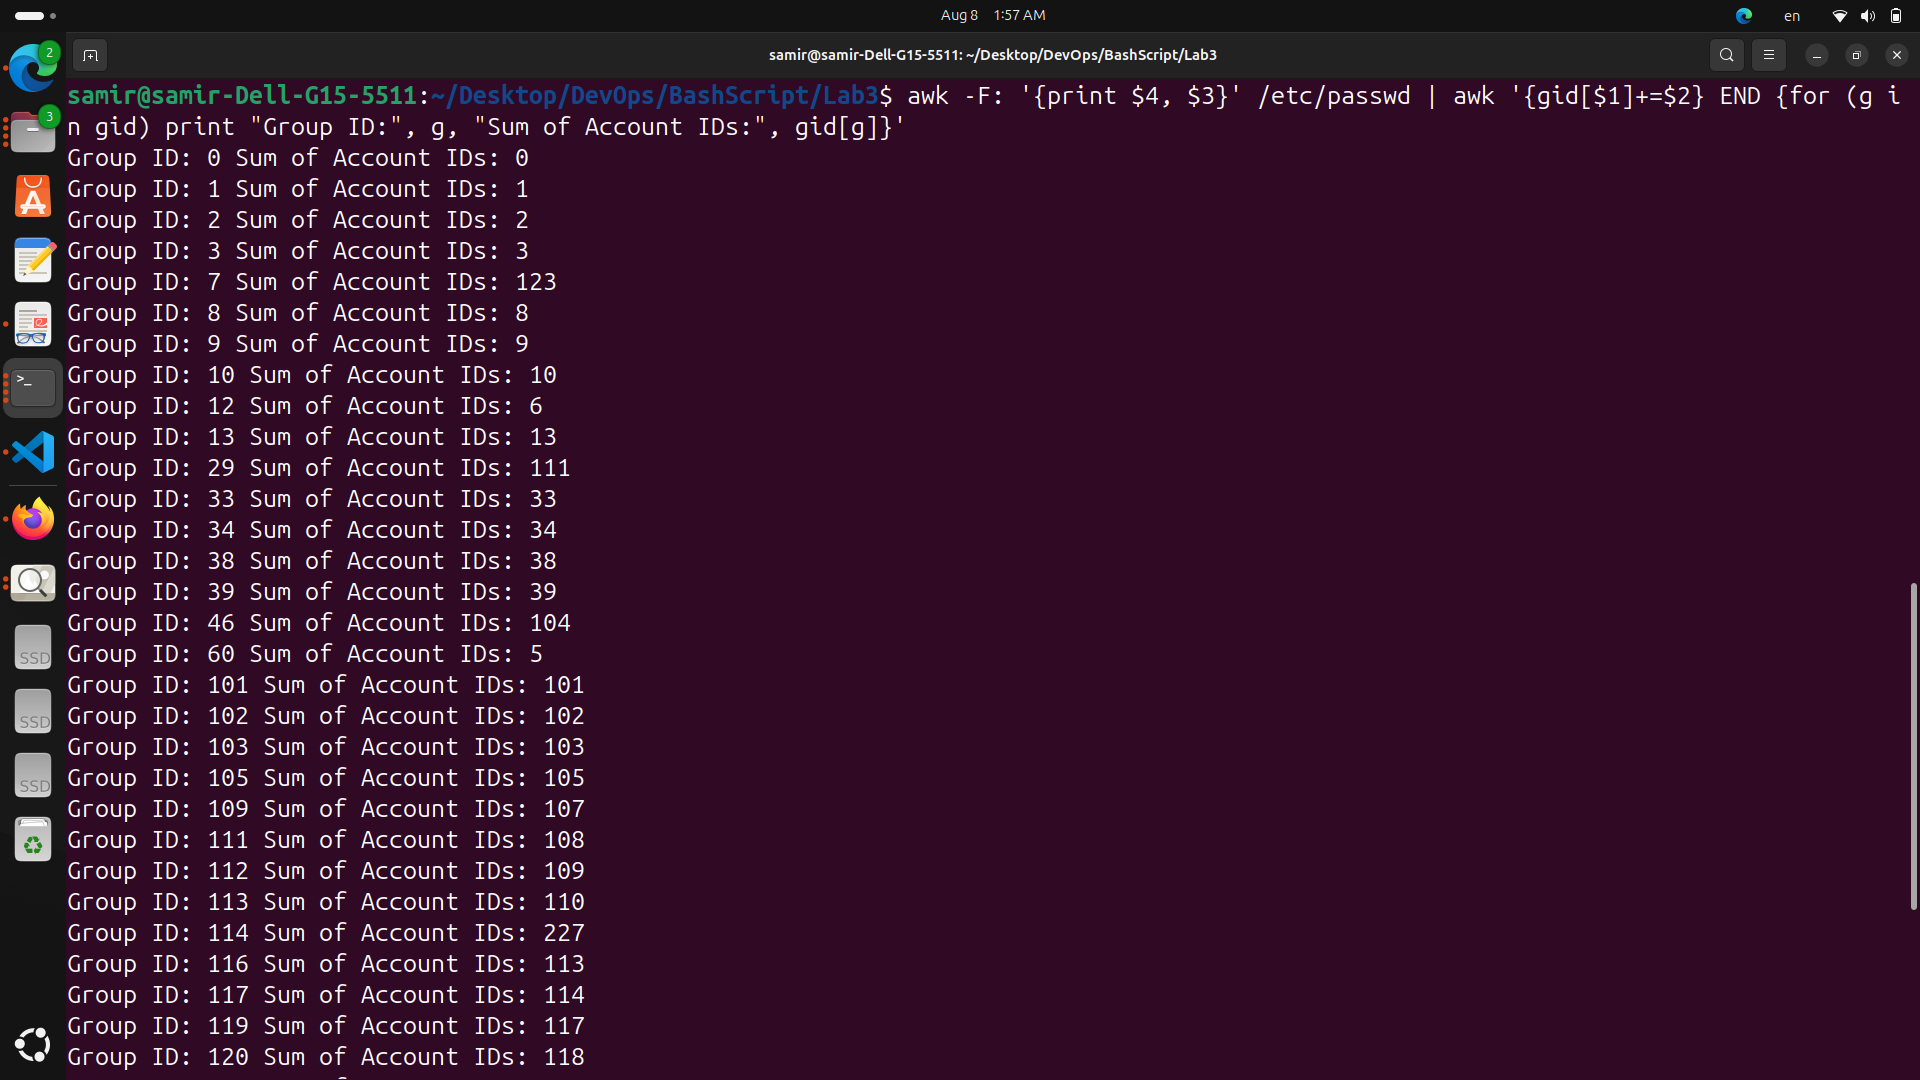 Aug 8 1:57 AM
en
samir@samir-Dell-G15-5511: ~/Desktop/DevOps/BashScript/Lab3
2
3
>_
SSD
SSD
SSD
samir@samir-Dell-G15-5511:~/Desktop/DevOps/BashScript/Lab3$ awk -F: '{print $4, $3}' /etc/passwd | awk '{gid[$1]+=$2} END {for (g i
n gid) print "Group ID:", g, "Sum of Account IDs:", gid[g]}'
Group ID: 0 Sum of Account IDs: 0
Group ID: 1 Sum of Account IDs: 1
Group ID: 2 Sum of Account IDs: 2
Group ID: 3 Sum of Account IDs: 3
Group ID: 7 Sum of Account IDs: 123
Group ID: 8 Sum of Account IDs: 8
Group ID: 9 Sum of Account IDs: 9
Group ID: 10 Sum of Account IDs: 10
Group ID: 12 Sum of Account IDs: 6
Group ID: 13 Sum of Account IDs: 13
Group ID: 29 Sum of Account IDs: 111
Group ID: 33 Sum of Account IDs: 33
Group ID: 34 Sum of Account IDs: 34
Group ID: 38 Sum of Account IDs: 38
Group ID: 39 Sum of Account IDs: 39
Group ID: 46 Sum of Account IDs: 104
Group ID: 60 Sum of Account IDs: 5
Group ID: 101 Sum of Account IDs: 101
Group ID: 102 Sum of Account IDs: 102
Group ID: 103 Sum of Account IDs: 103
Group ID: 105 Sum of Account IDs: 105
Group ID: 109 Sum of Account IDs: 107
Group ID: 111 Sum of Account IDs: 108
Group ID: 112 Sum of Account IDs: 109
Group ID: 113 Sum of Account IDs: 110
Group ID: 114 Sum of Account IDs: 227
Group ID: 116 Sum of Account IDs: 113
Group ID: 117 Sum of Account IDs: 114
Group ID: 119 Sum of Account IDs: 117
Group ID: 120 Sum of Account IDs: 118